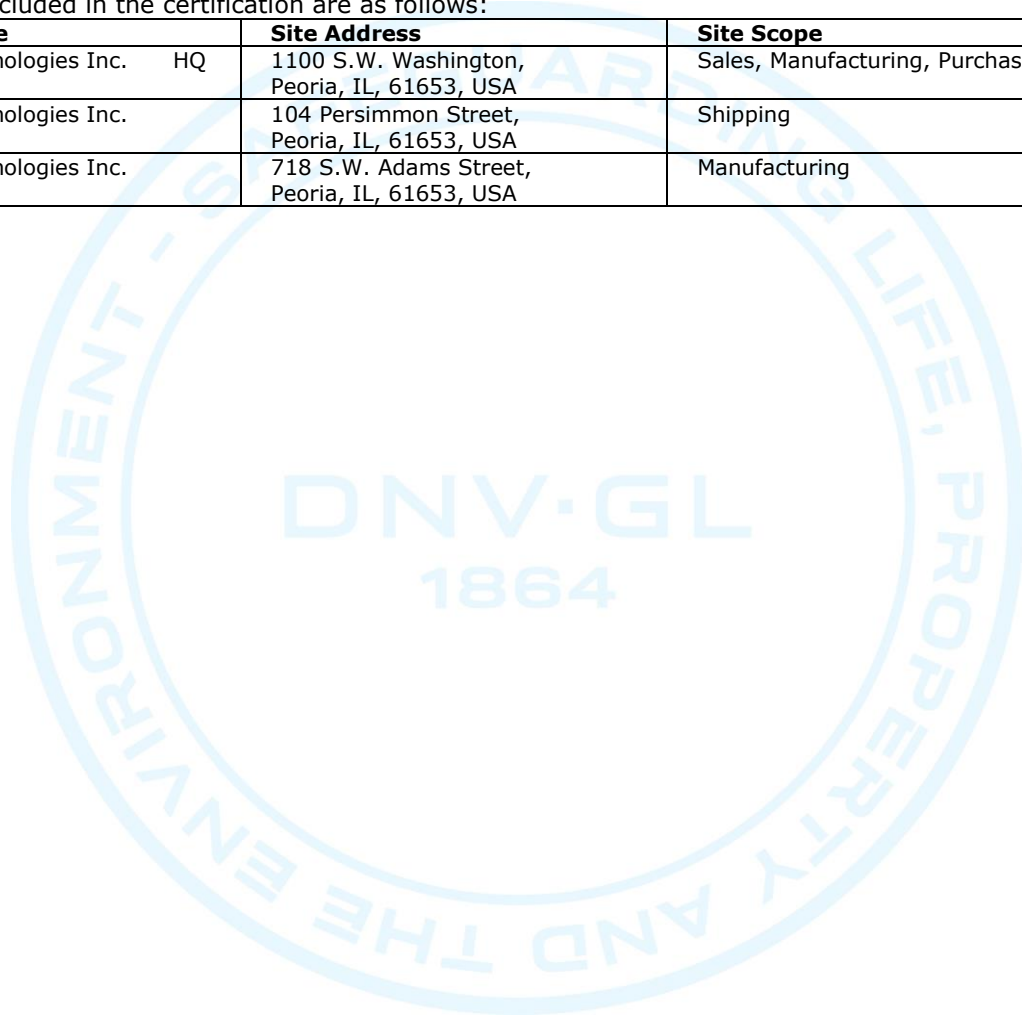 cluded in the certification are as follows:
e Site Address Site Scope
nologies Inc. HQ 1100 S.W. Washington, Sales, Manufacturing, Purchas
Peoria, IL, 61653, USA
nologies Inc. 104 Persimmon Street, Shipping
Peoria, IL, 61653, USA
nologies Inc. 718 S.W. Adams Street, Manufacturing
Peoria, IL, 61653, USA
SAFEGUARDING LIFE, PROPERTY AND THE ENVIRONMENT -
DNV·GL
1864